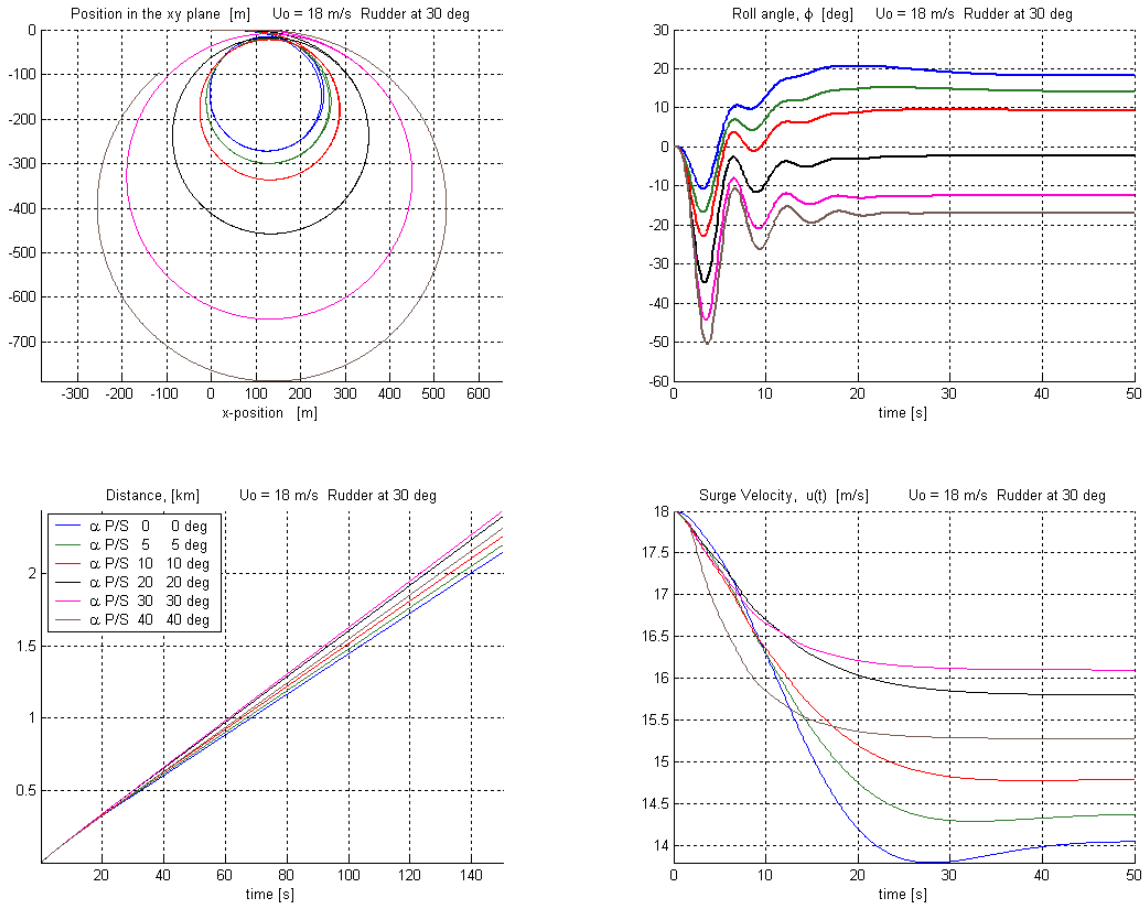 Position in the xy plane  [m]    Uo = 18 m/s  Rudder at 30 deg
0
-100
-200
-300
-400
-500
-600
-700
-300 -200 -100 0 100 200 300 400 500 600
x-position   [m]
Roll angle, ϕ  [deg]    Uo = 18 m/s  Rudder at 30 deg
30
20
10
0
-10
-20
-30
-40
-50
-60
0 10 20 30 40 50
time [s]
Distance, [km]    Uo = 18 m/s  Rudder at 30 deg
α P/S  0  0 deg
α P/S  5  5 deg
α P/S  10  10 deg
α P/S  20  20 deg
α P/S  30  30 deg
α P/S  40  40 deg
2
1.5
1
0.5
20 40 60 80 100 120 140
time [s]
Surge Velocity,  u(t)  [m/s]    Uo = 18 m/s  Rudder at 30 deg
18
17.5
17
16.5
16
15.5
15
14.5
14
0 10 20 30 40 50
time [s]